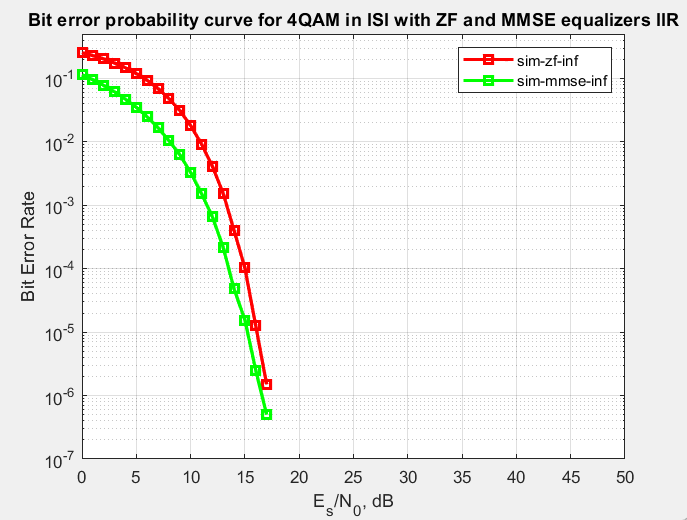 Bit error probability curve for 4QAM in ISI with ZF and MMSE equalizers IIR
sim-zf-inf
sim-mmse-inf
Bit Error Rate
10^-1
10^-2
10^-3
10^-4
10^-5
10^-6
10^-7
0 5 10 15 20 25 30 35 40 45 50
E_s/N_0, dB